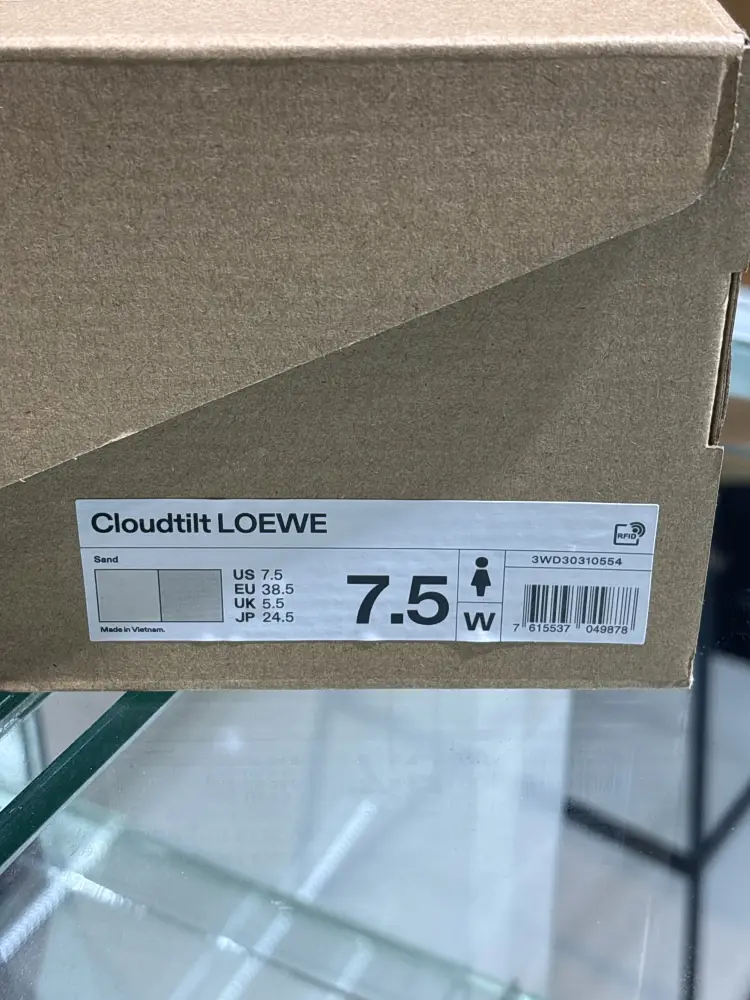 Cloudtilt LOEWE
RFID
Sand
US 7.5
EU 38.5
UK 5.5
JP 24.5
Made in Vietnam.
7.5
W
3WD30310554
7 615537 049878